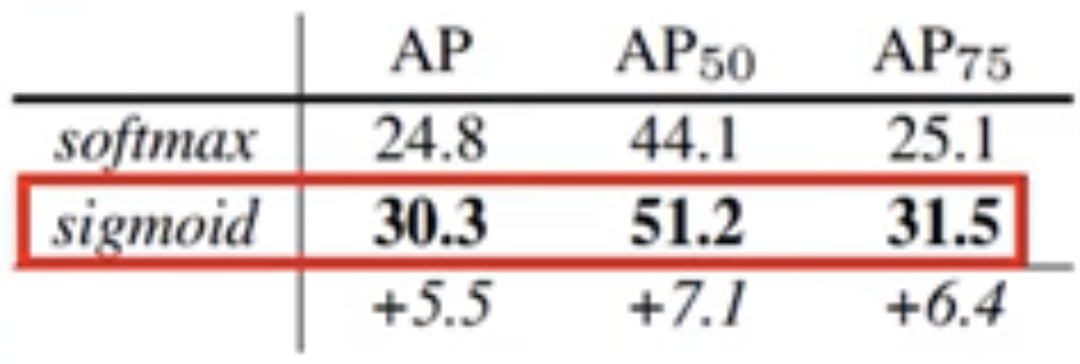 AP AP50 AP75
softmax 24.8 44.1 25.1
sigmoid 30.3 51.2 31.5
+5.5 +7.1 +6.4